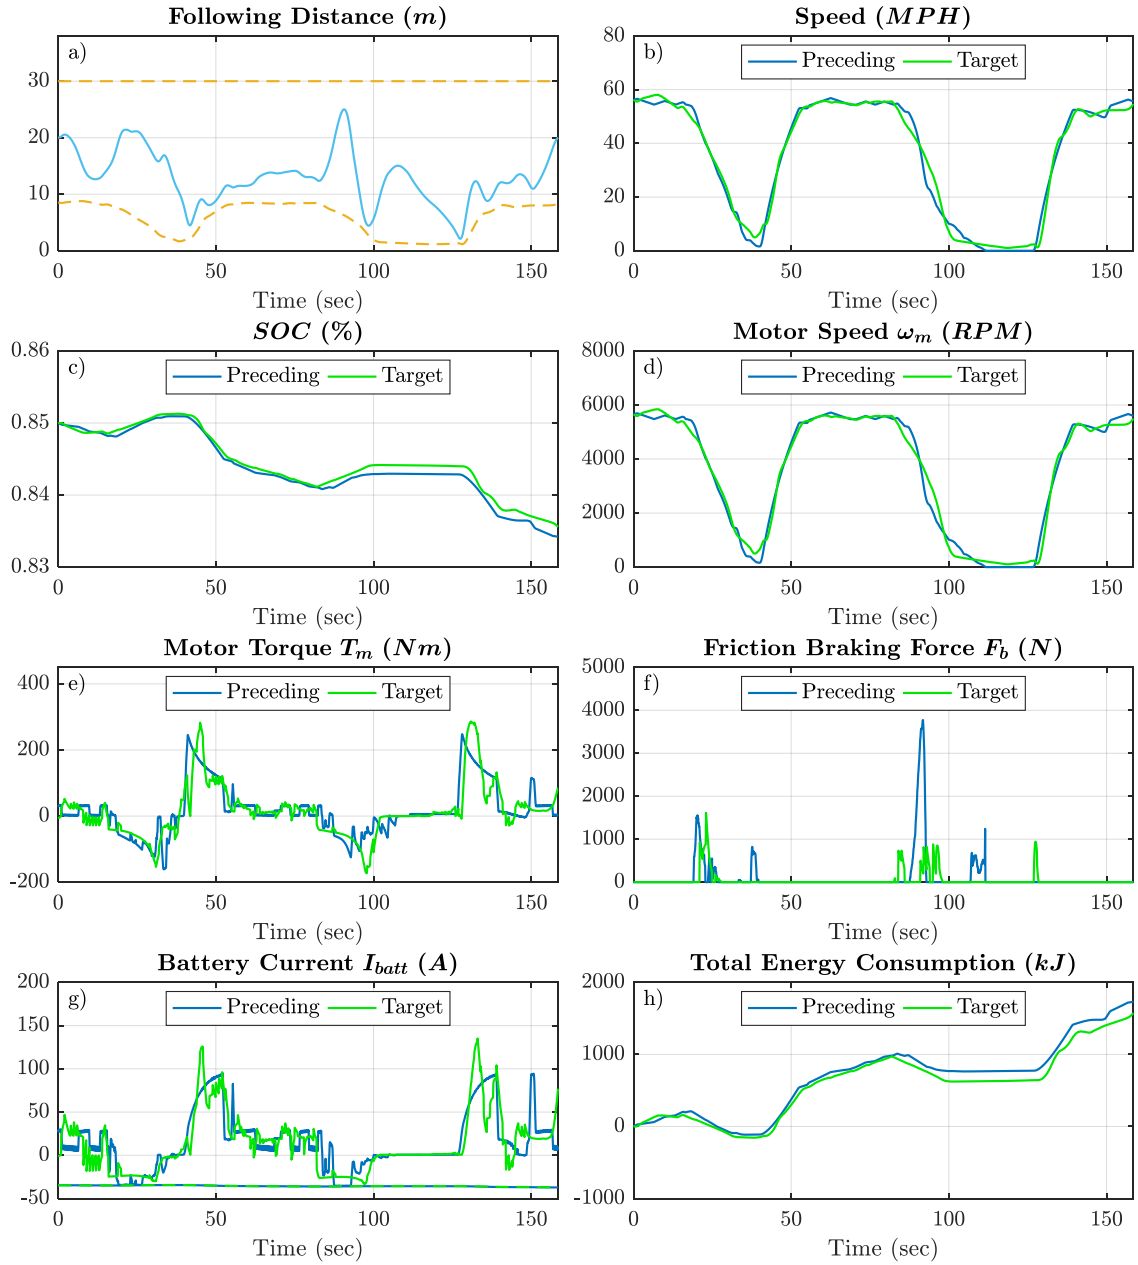 Following Distance (m)
a)
30
20
10
0
0 50 100 150
Time (sec)
Speed (MPH)
b)
Preceding Target
80
60
40
20
0
0 50 100 150
Time (sec)
SOC (%)
c)
Preceding Target
0.86
0.85
0.84
0.83
0 50 100 150
Time (sec)
Motor Speed ωm (RPM)
d)
Preceding Target
8000
6000
4000
2000
0
0 50 100 150
Time (sec)
Motor Torque Tm (Nm)
e)
Preceding Target
400
200
0
-200
0 50 100 150
Time (sec)
Friction Braking Force Fb (N)
f)
Preceding Target
5000
4000
3000
2000
1000
0
0 50 100 150
Time (sec)
Battery Current Ibatt (A)
g)
Preceding Target
200
150
100
50
0
-50
0 50 100 150
Time (sec)
Total Energy Consumption (kJ)
h)
Preceding Target
2000
1000
0
-1000
0 50 100 150
Time (sec)